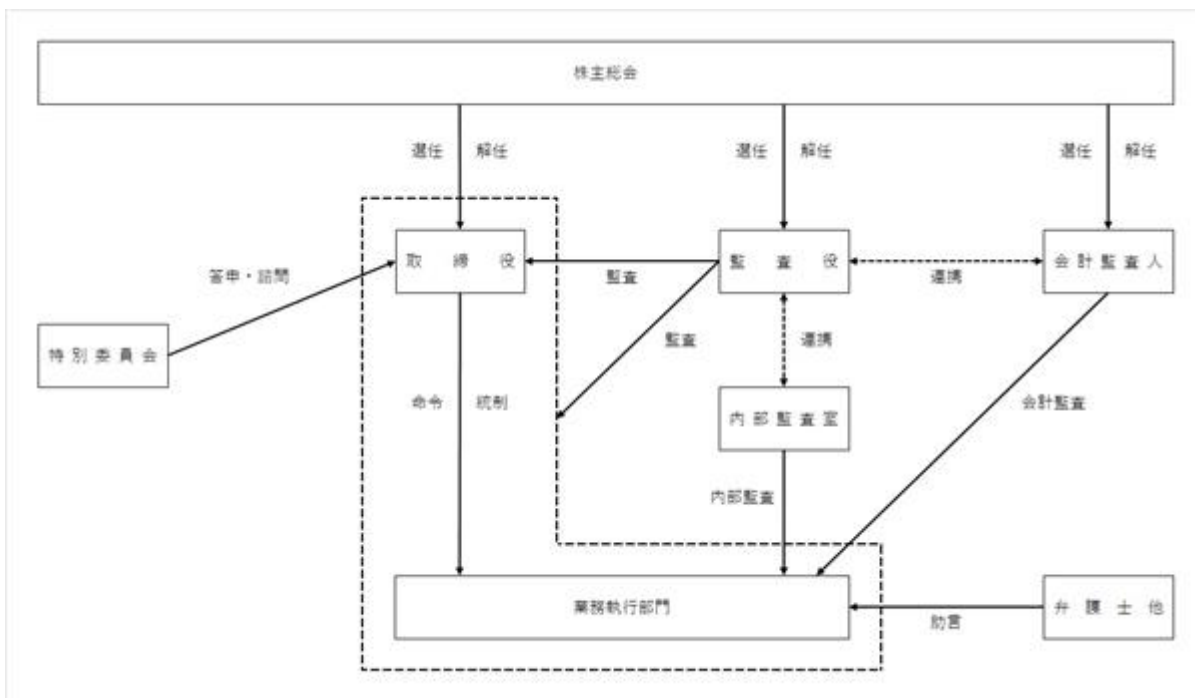 株主総会
選任 解任
選任 解任
選任 解任
取締役
監査
監査役
連携
会計監査人
答申・諮問
特別委員会
監査
連携
命令 統制
内部監査室
会計監査
内部監査
業務執行部門
助言
弁護士他